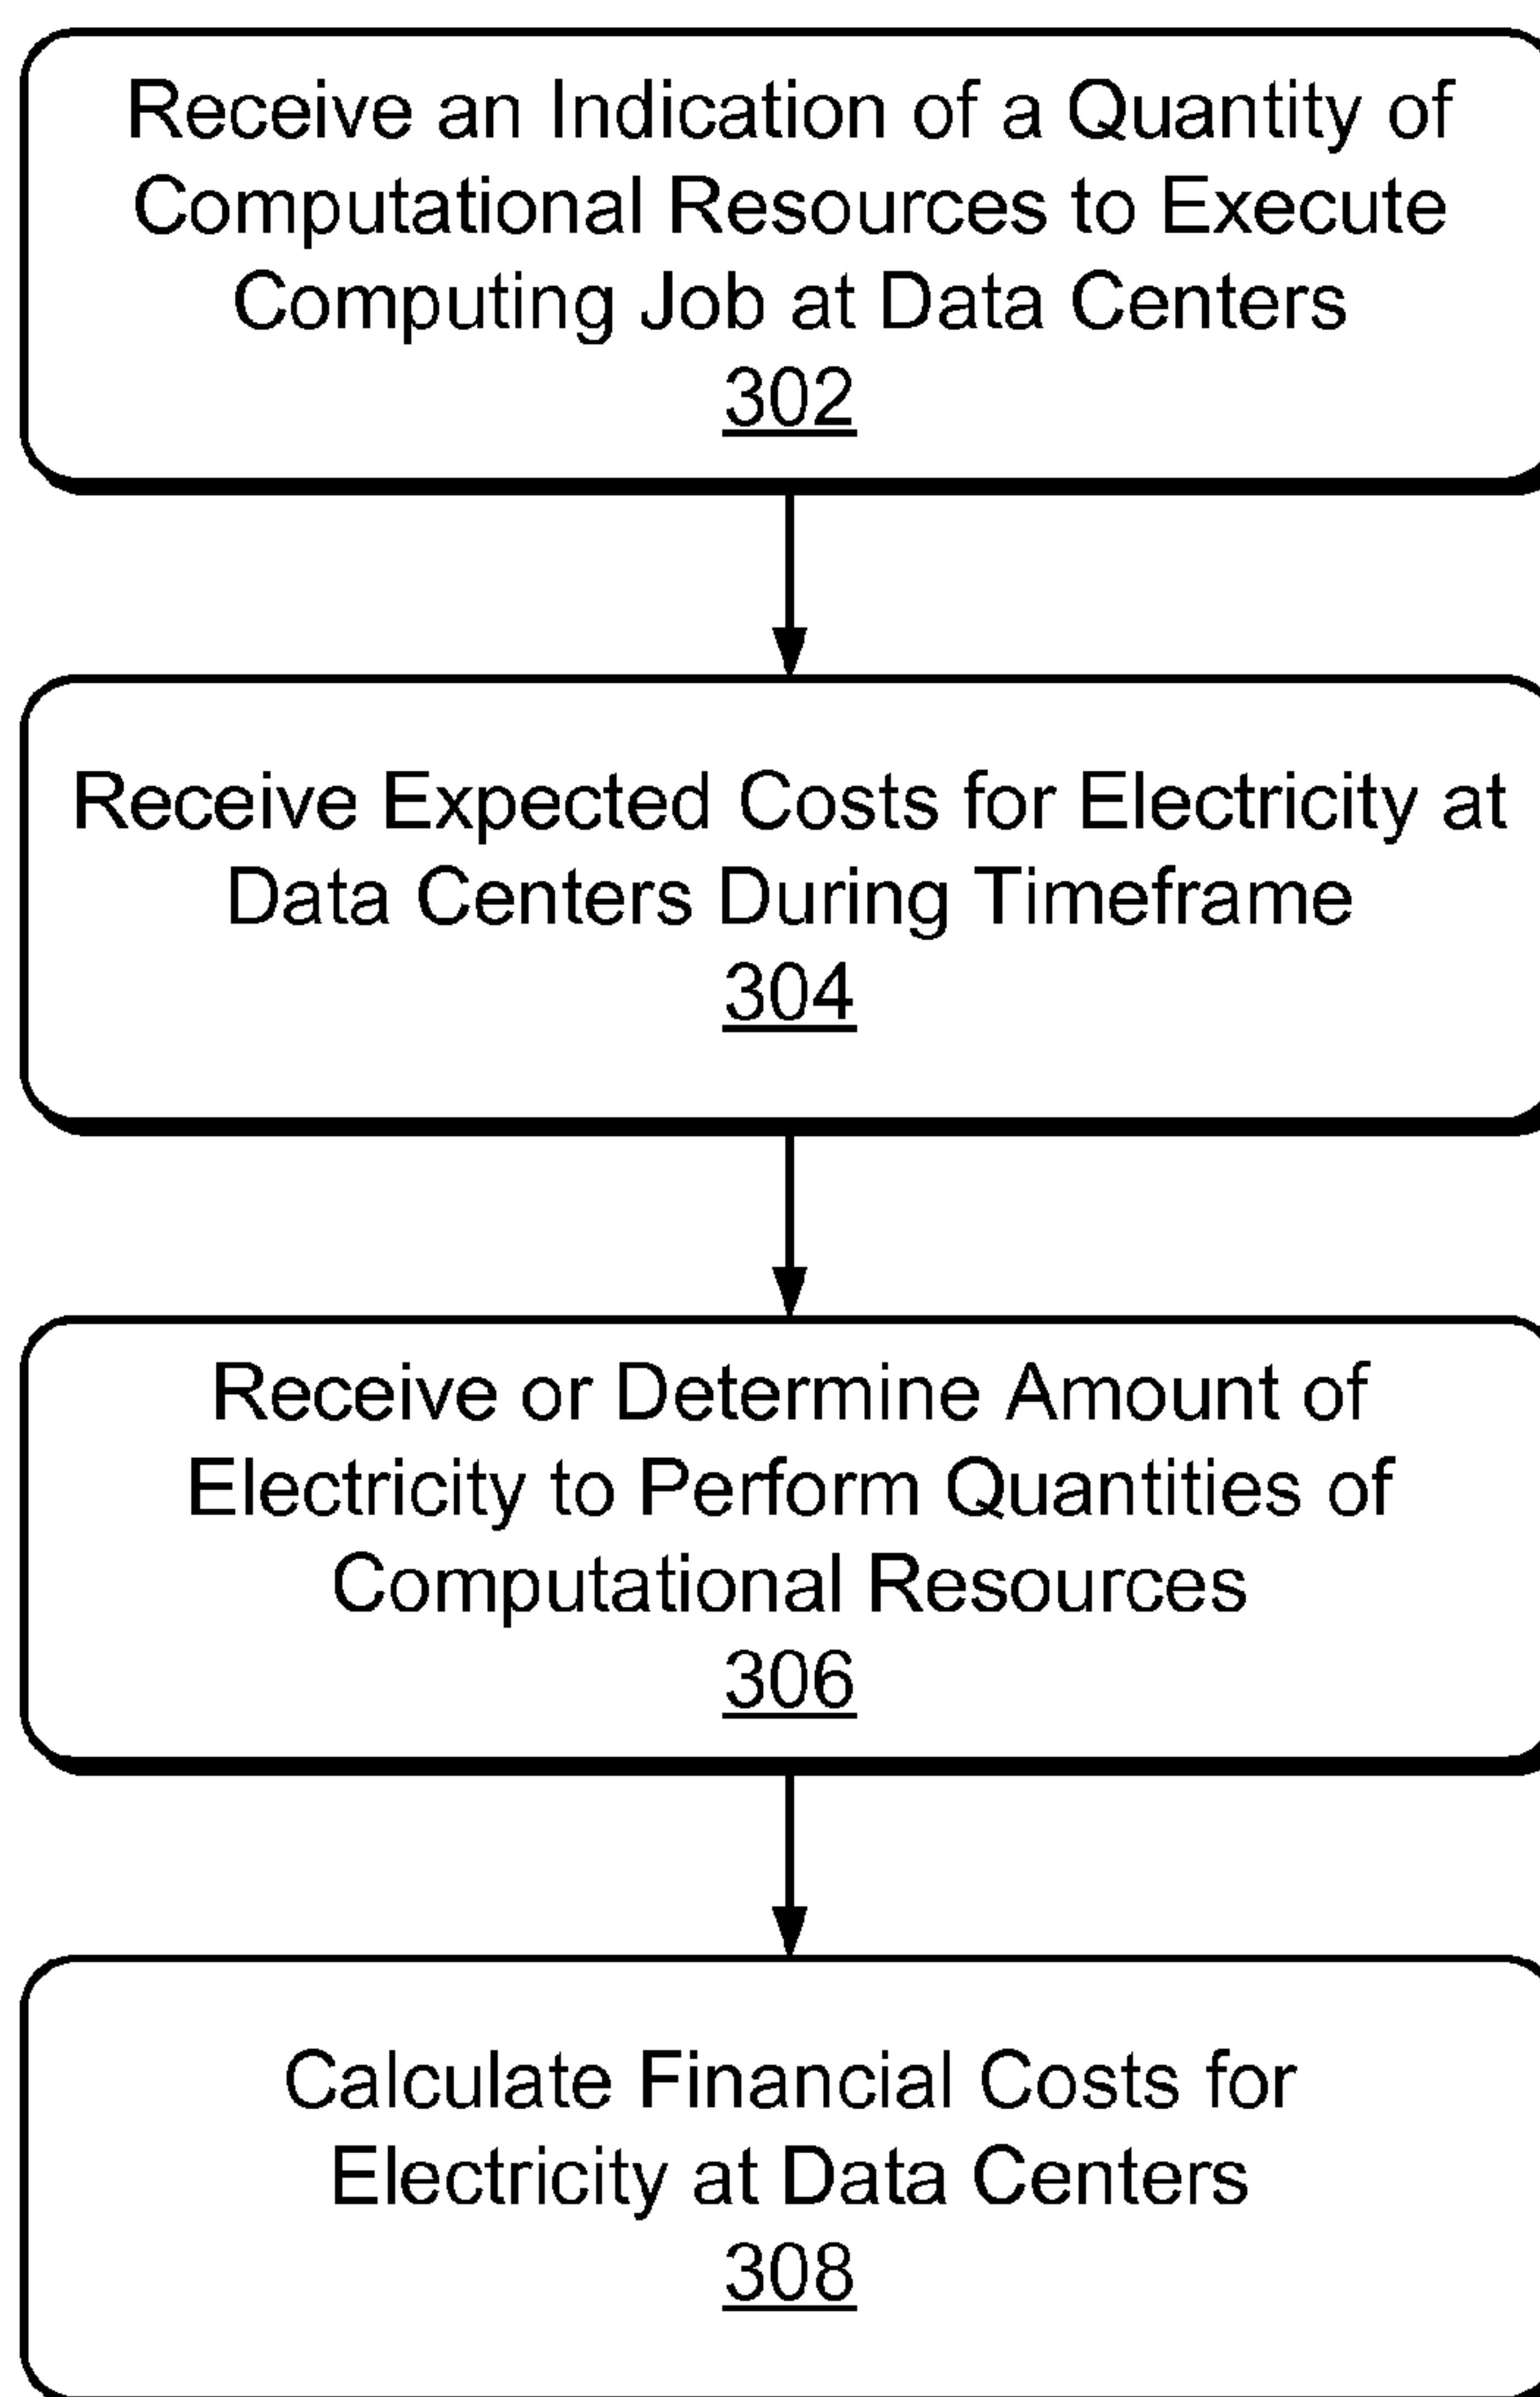 Receive an Indication of a Quantity of
Computational Resources to Execute
Computing Job at Data Centers
302
Receive Expected Costs for Electricity at
Data Centers During Timeframe
304
Receive or Determine Amount of
Electricity to Perform Quantities of
Computational Resources
306
Calculate Financial Costs for
Electricity at Data Centers
308